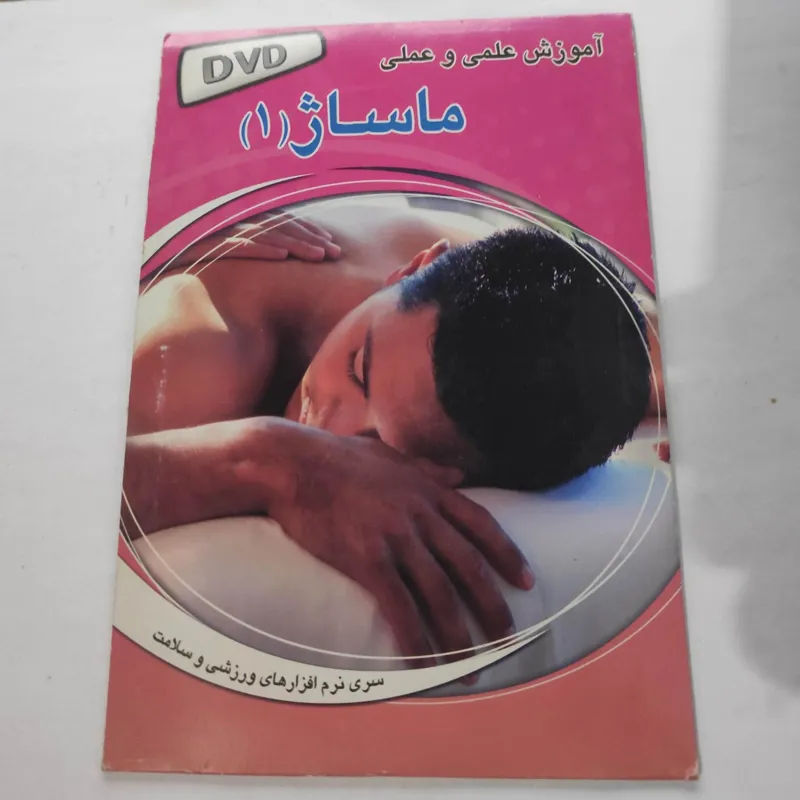 DVD
آموزش علمی و عملی
ماساژ (۱)
سری نرم افزارهای ورزشی و سلامت